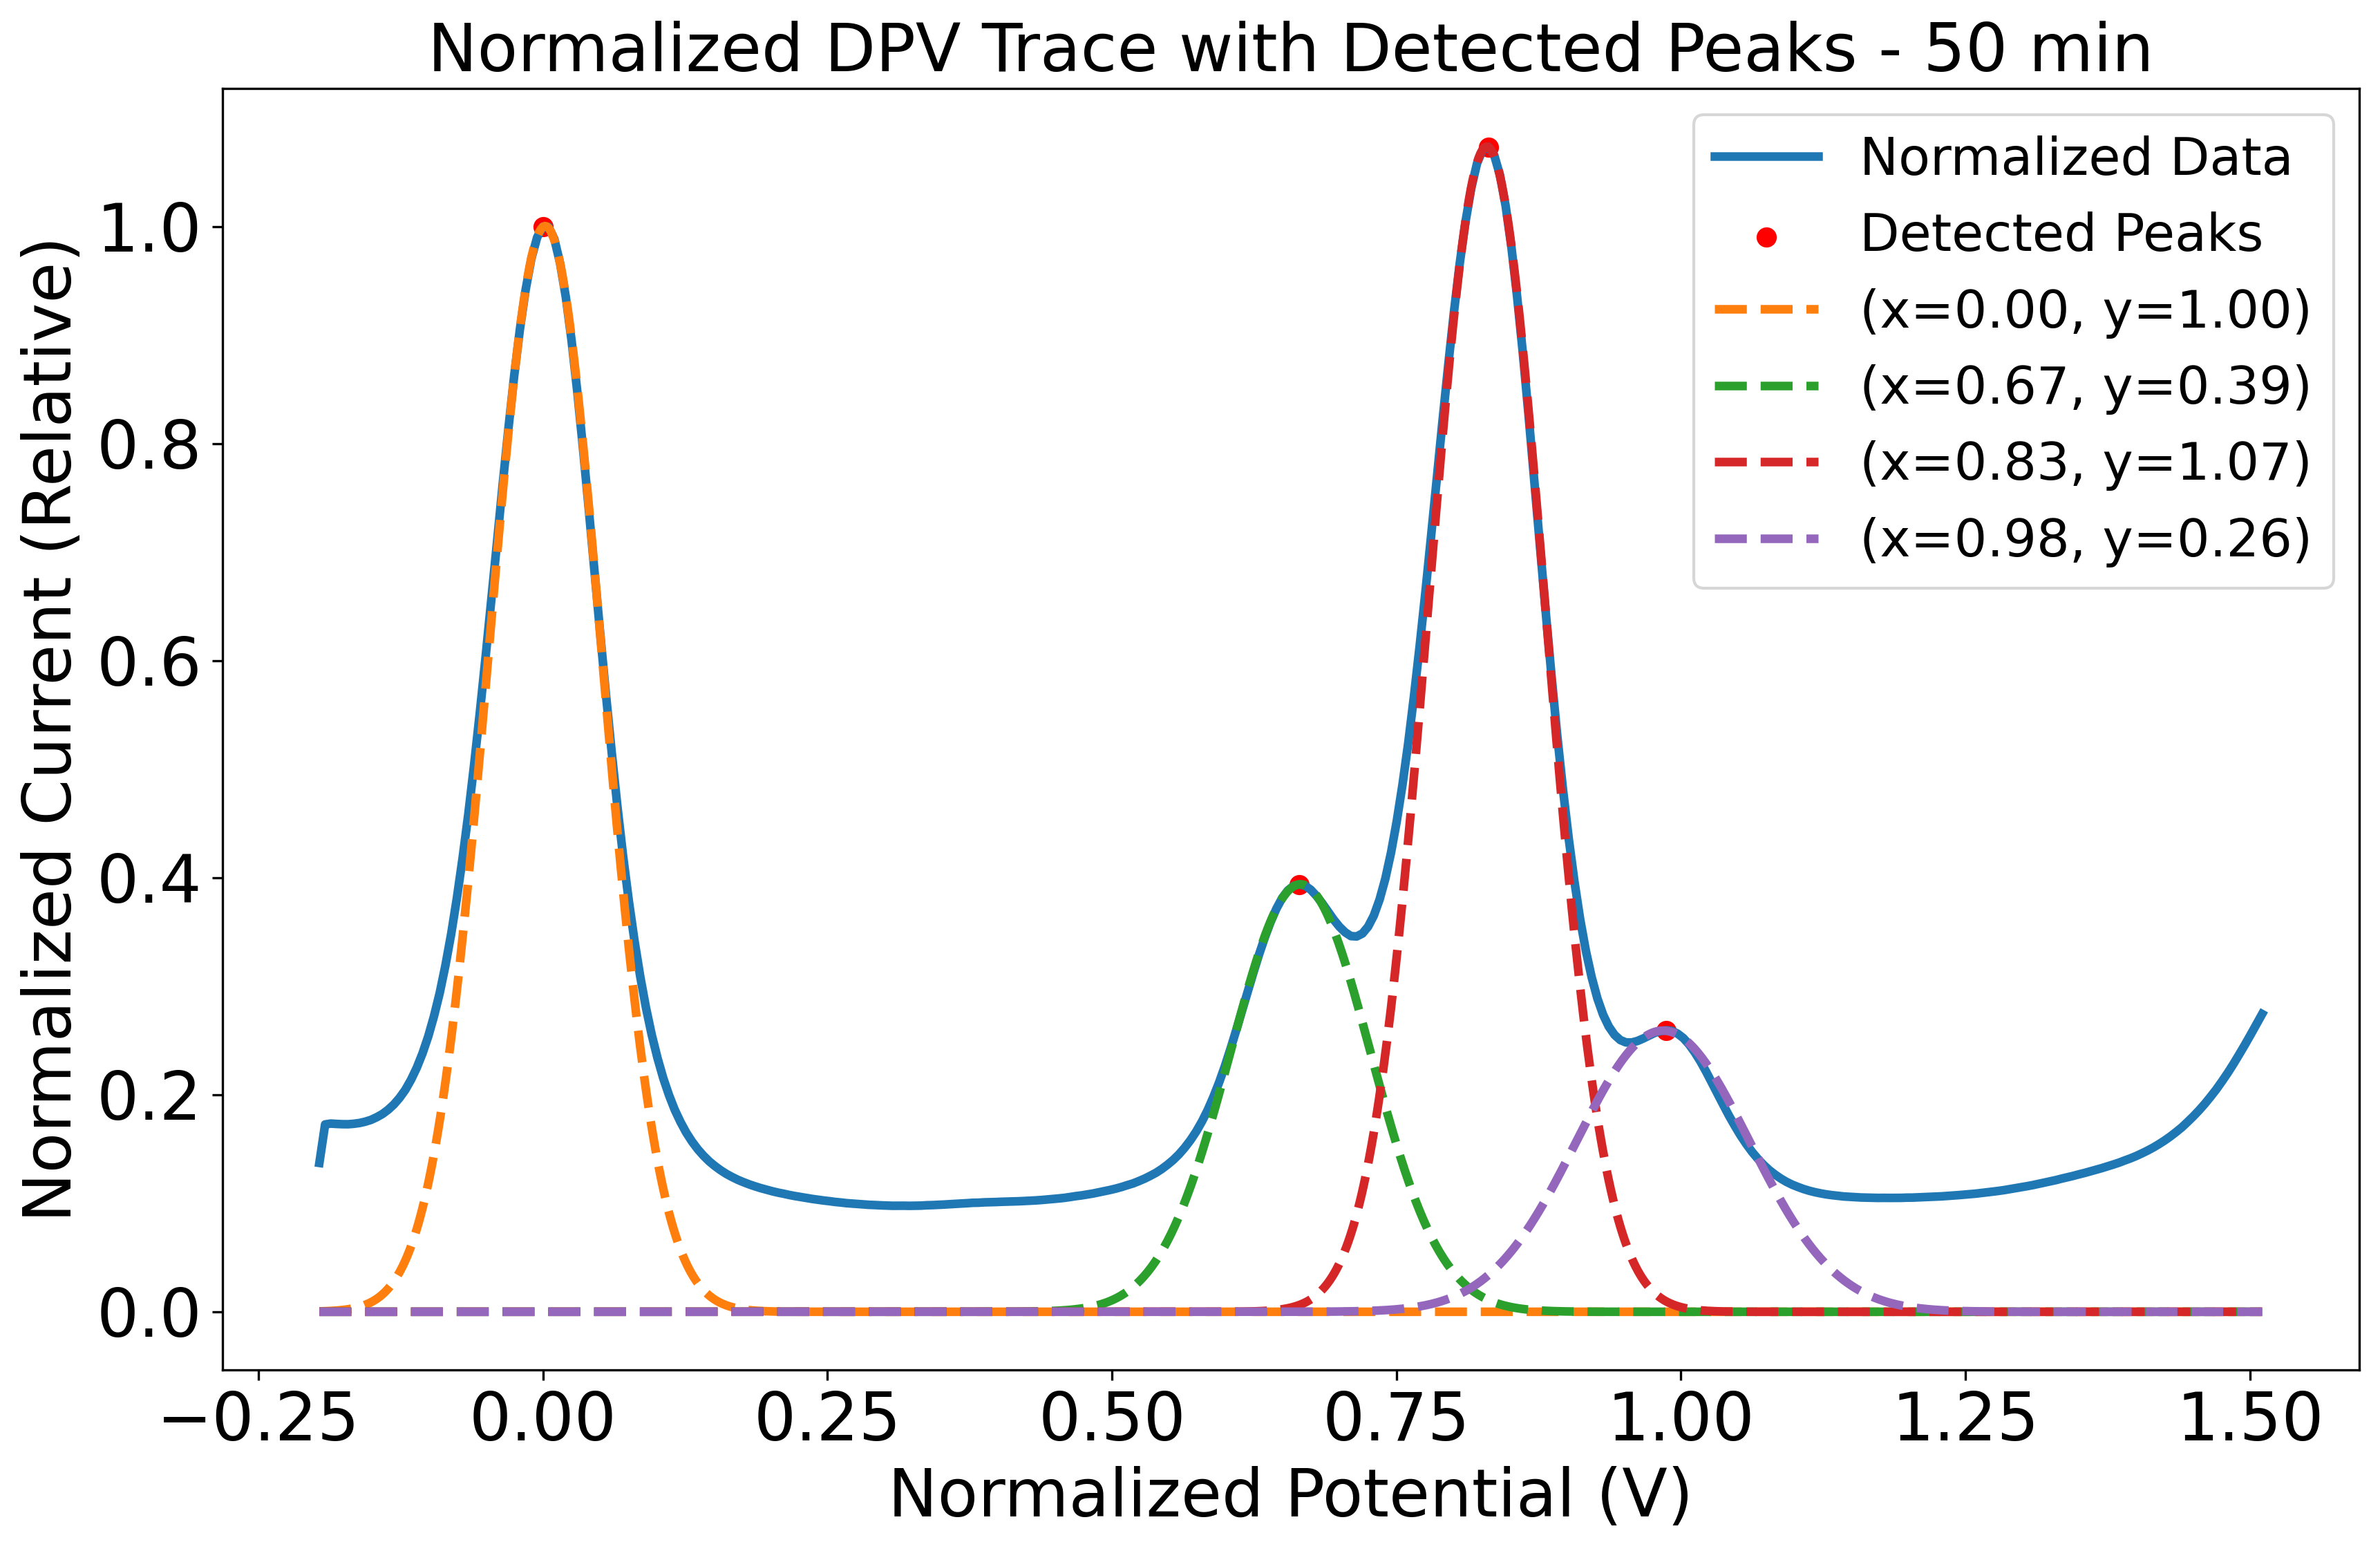 Normalized DPV Trace with Detected Peaks - 50 min
Normalized Current (Relative)
1.0
0.8
0.6
0.4
0.2
0.0
Normalized Data
Detected Peaks
(x=0.00, y=1.00)
(x=0.67, y=0.39)
(x=0.83, y=1.07)
(x=0.98, y=0.26)
−0.25 0.00 0.25 0.50 0.75 1.00 1.25 1.50
Normalized Potential (V)